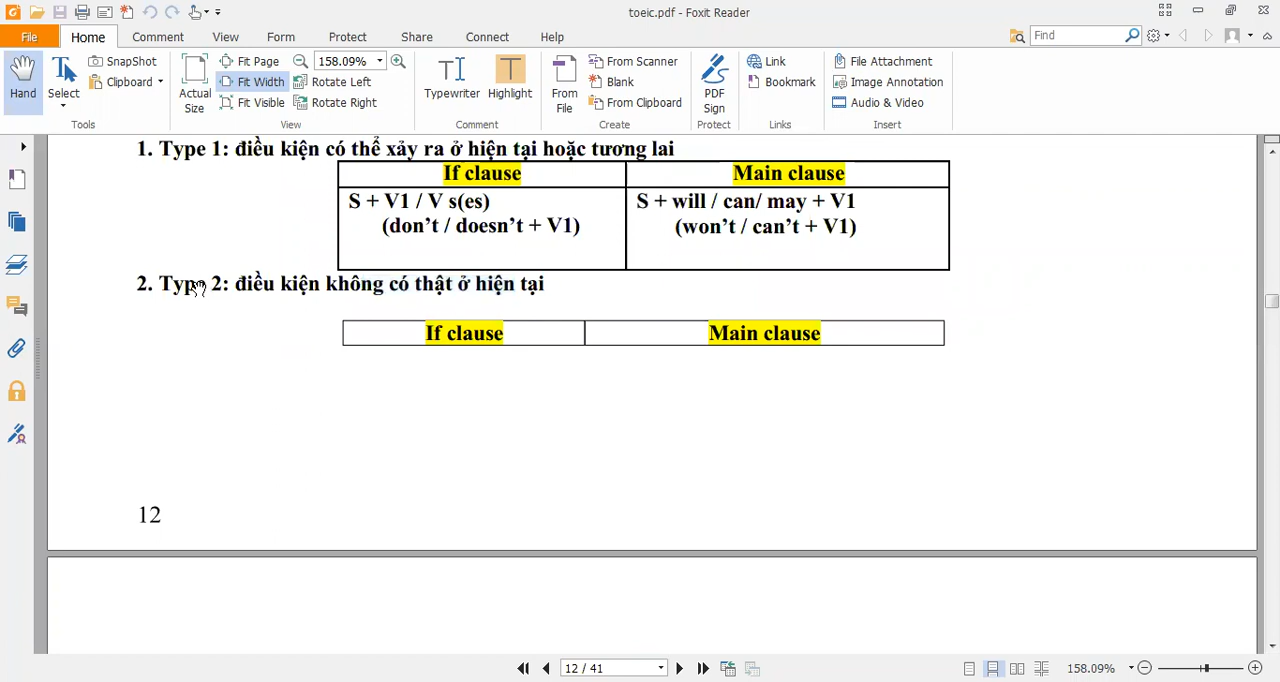 toeic.pdf - Foxit Reader
File Home Comment View Form Protect Share Connect Help Find
Hand
Select
SnapShot
Clipboard
Tools
Actual Size
Fit Page
Fit Width
Fit Visible
158.09%
Rotate Left
Rotate Right
View
Typewriter
Highlight
Comment
From File
From Scanner
Blank
From Clipboard
Create
PDF Sign
Protect
Link
Bookmark
Links
File Attachment
Image Annotation
Audio & Video
Insert
1. Type 1: điều kiện có thể xảy ra ở hiện tại hoặc tương lai
If clause Main clause
S + V1 / V s(es) S + will / can/ may + V1
(don’t / doesn’t + V1) (won’t / can’t + V1)
2. Type 2: điều kiện không có thật ở hiện tại
If clause Main clause
12
12 / 41 158.09%